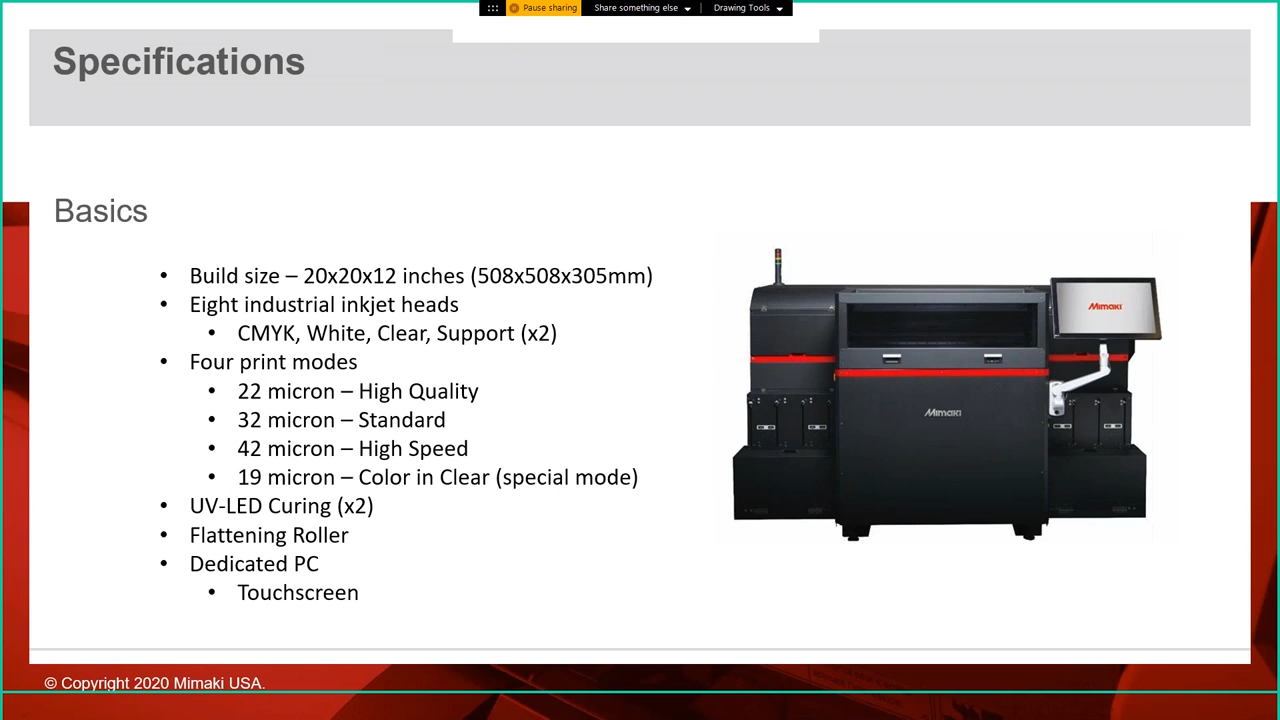 Pause sharing
Share something else
Drawing Tools
Specifications
Basics
• Build size – 20x20x12 inches (508x508x305mm)
• Eight industrial inkjet heads
• CMYK, White, Clear, Support (x2)
• Four print modes
• 22 micron – High Quality
• 32 micron – Standard
• 42 micron – High Speed
• 19 micron – Color in Clear (special mode)
• UV-LED Curing (x2)
• Flattening Roller
• Dedicated PC
• Touchscreen
Mimaki
Mimaki
© Copyright 2020 Mimaki USA.